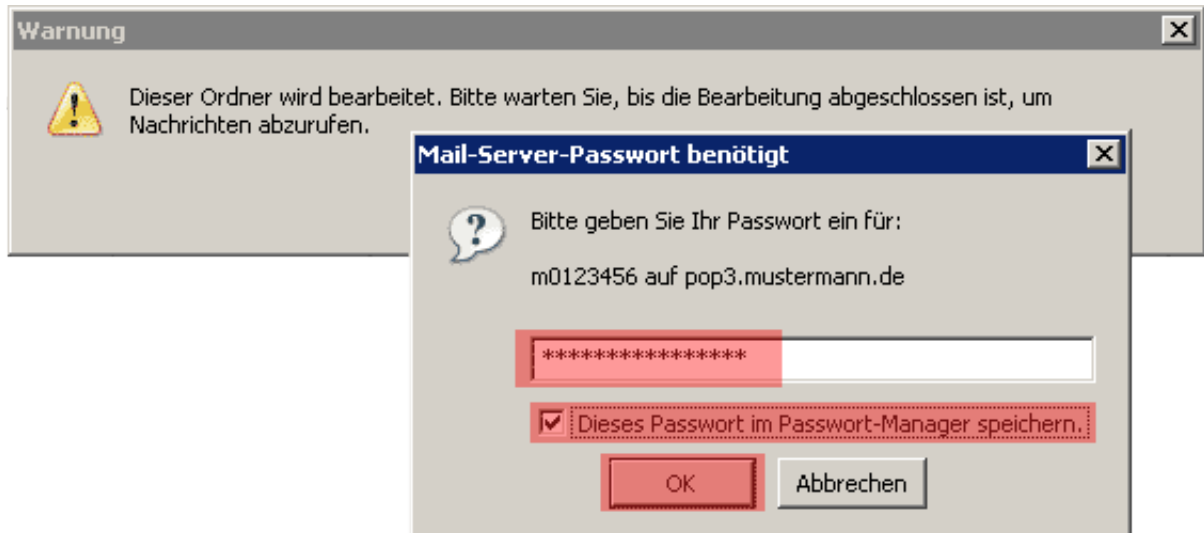 Warnung
Dieser Ordner wird bearbeitet. Bitte warten Sie, bis die Bearbeitung abgeschlossen ist, um
Nachrichten abzurufen.
Mail-Server-Passwort benötigt
Bitte geben Sie Ihr Passwort ein für:
m0123456 auf pop3.mustermann.de
****************
Dieses Passwort im Passwort-Manager speichern.
OK Abbrechen